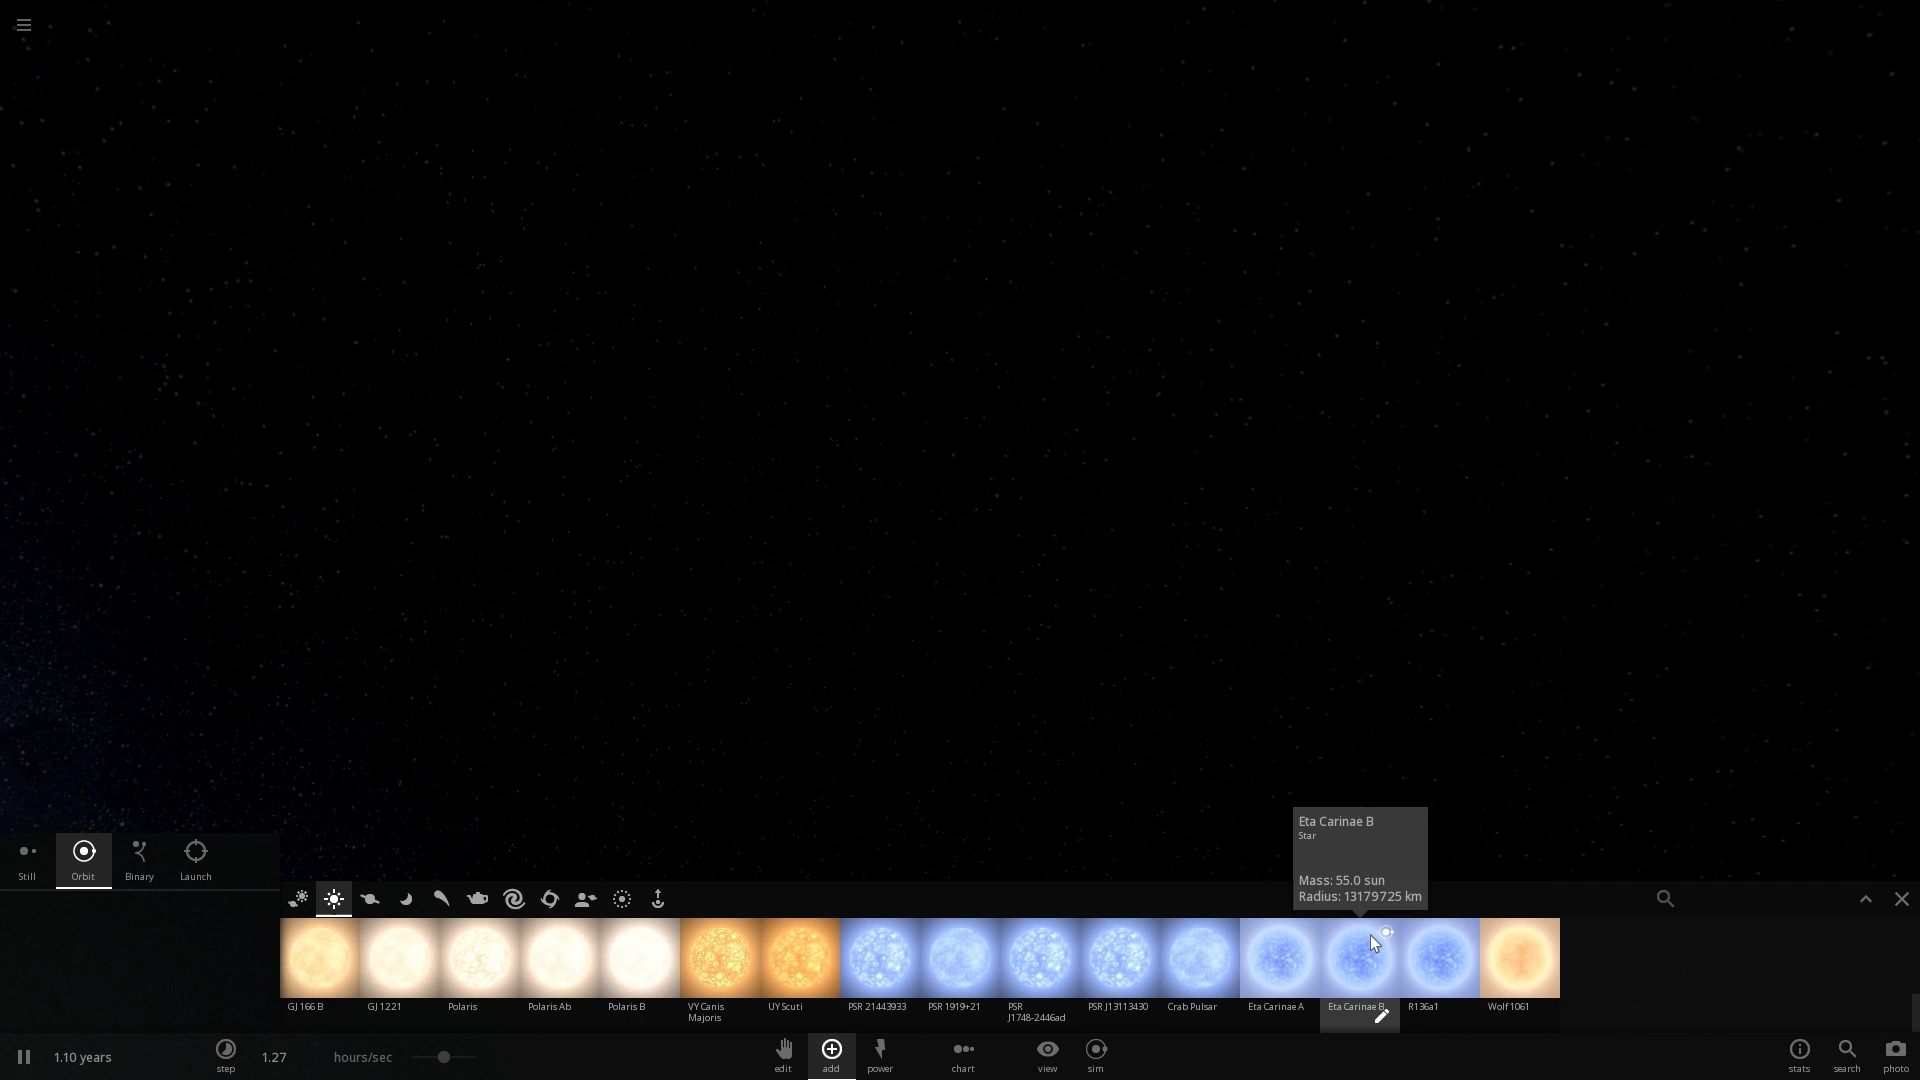 Eta Carinae B
Star
Mass: 55.0 sun
Radius: 13179725 km
Still
Orbit
Binary
Launch
GJ 166 B
GJ 1221
Polaris
Polaris Ab
Polaris B
VY Canis
Majoris
UY Scuti
PSR 21443933
PSR 1919+21
PSR
J1748-2446ad
PSR J13113430
Crab Pulsar
Eta Carinae A
Eta Carinae B
R136a1
Wolf 1061
1.10 years
step
1.27
hours/sec
edit
add
power
chart
view
sim
stats
search
photo